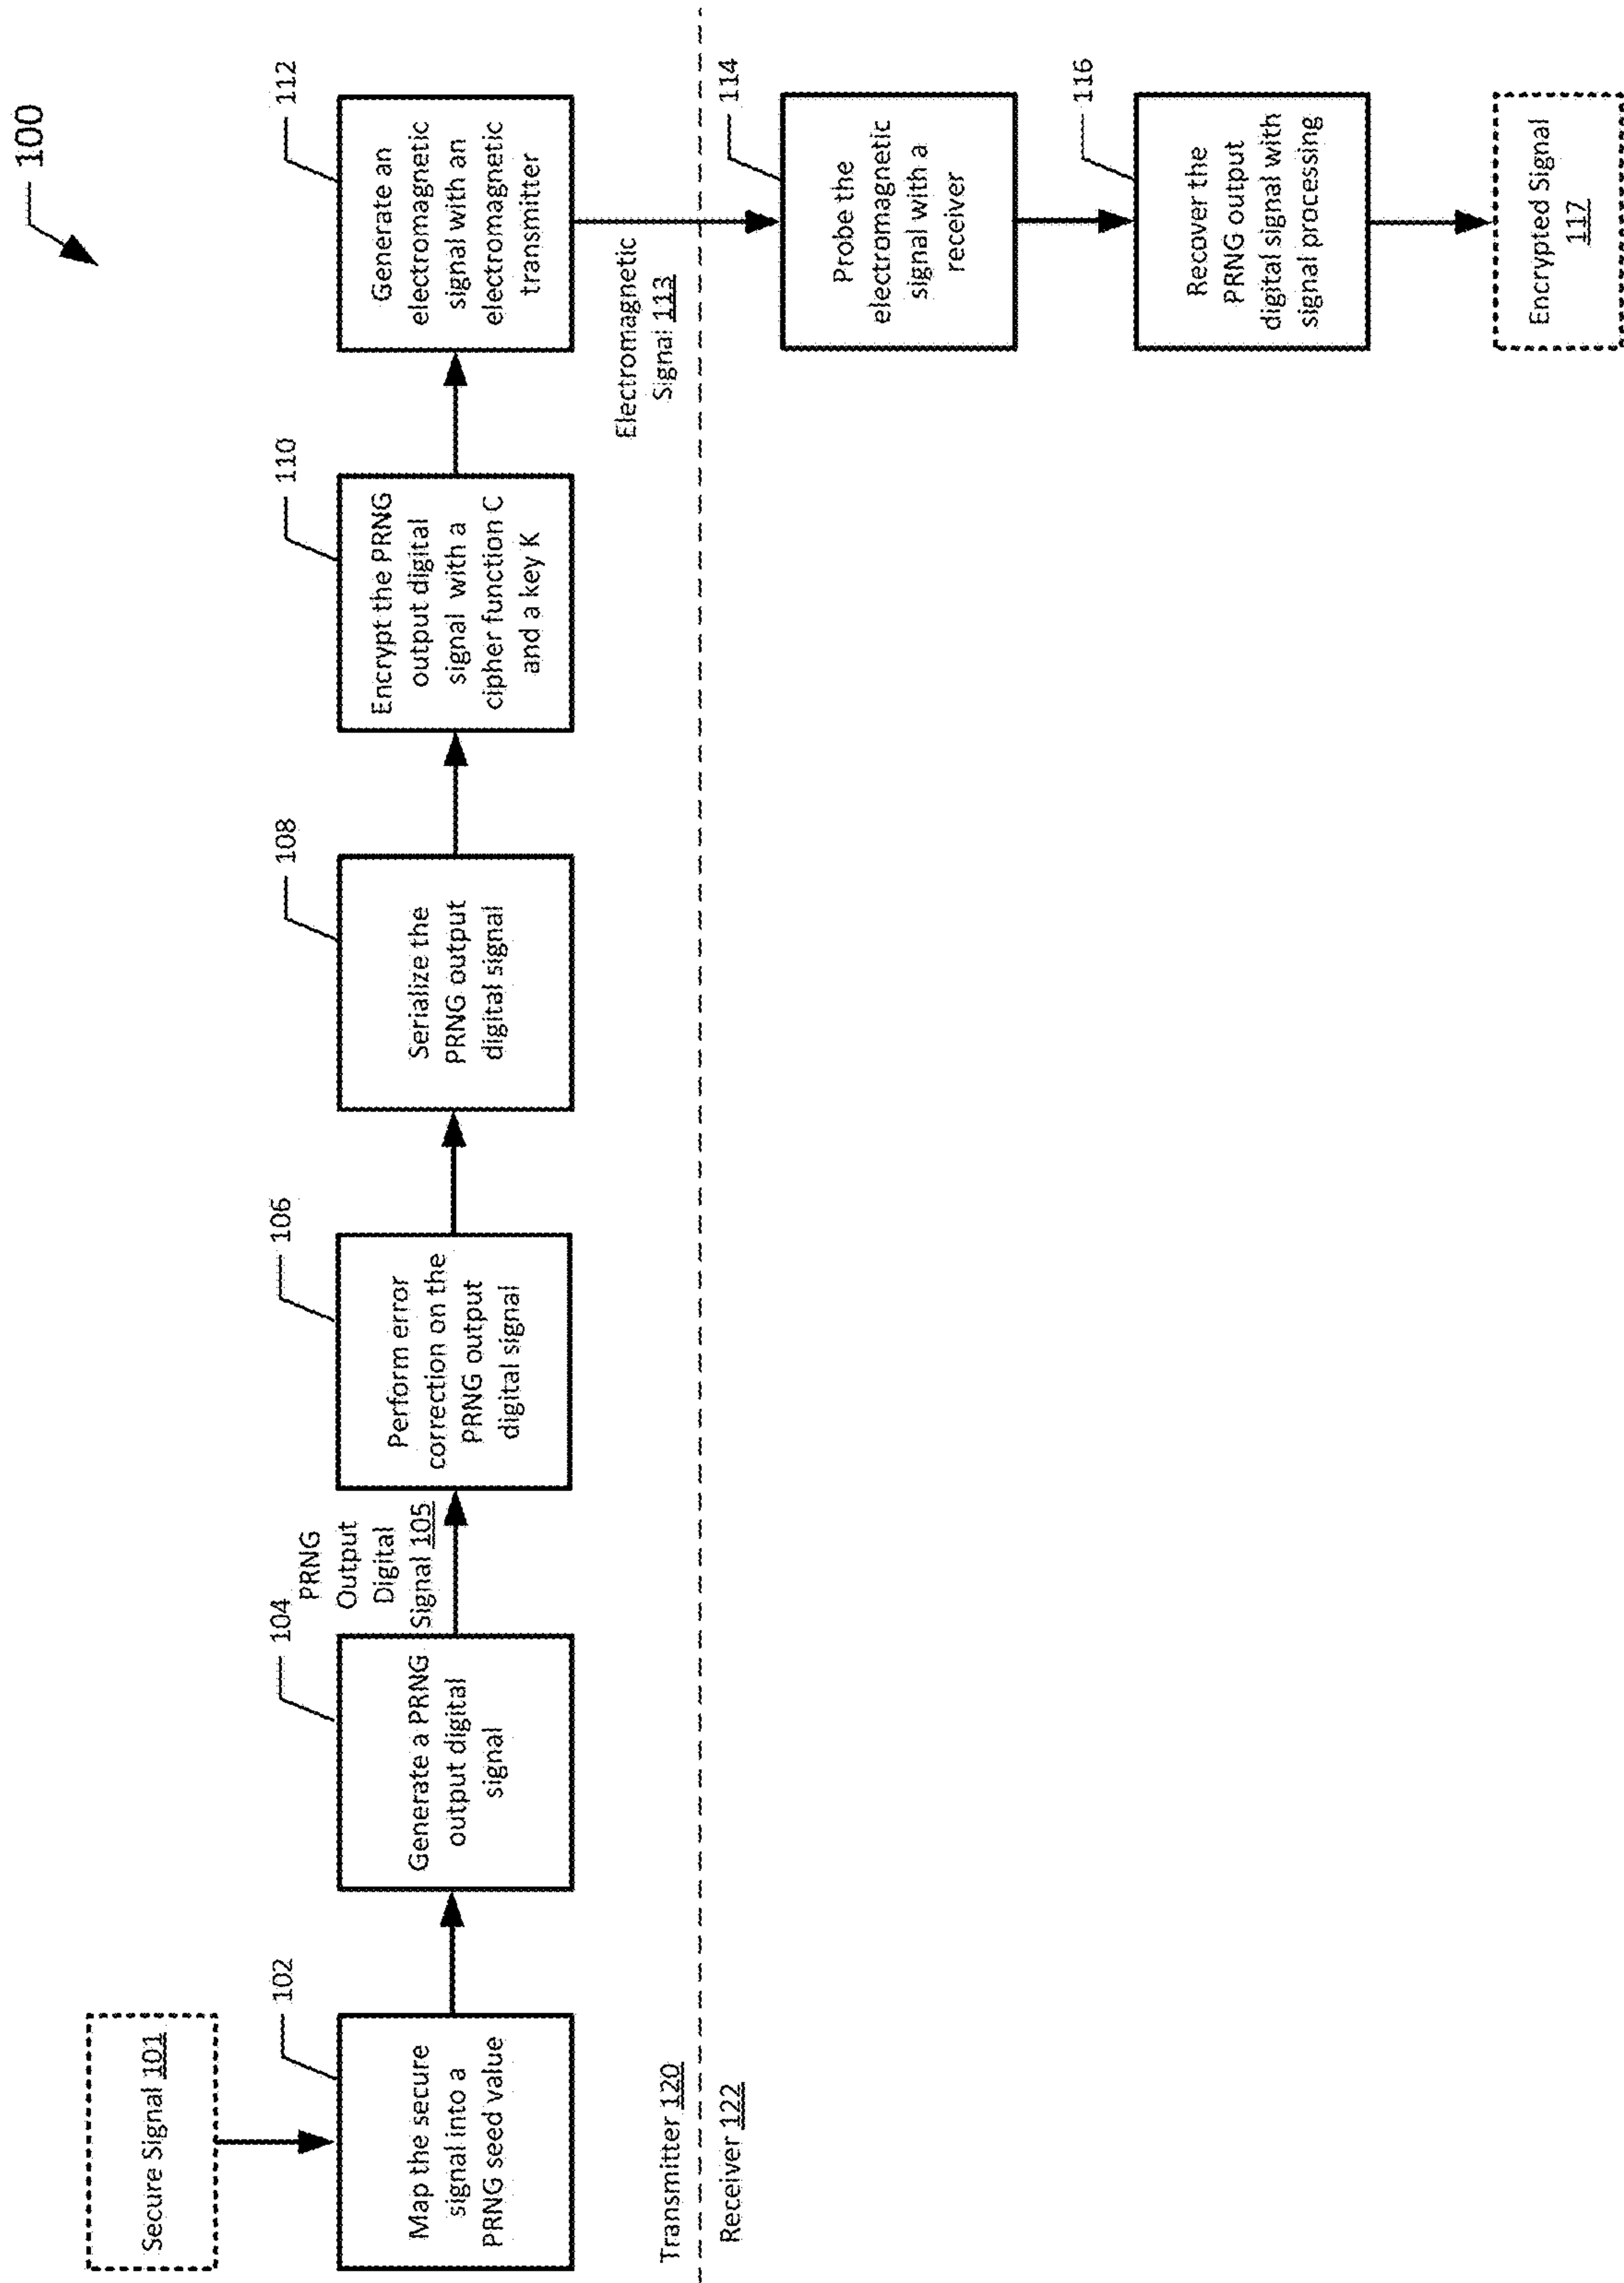 100
Secure Signal 101
102
Map the secure
signal into a
PRNG seed value
104
Generate a PRNG
output digital
signal
PRNG
Output
Digital
Signal 105
106
Perform error
correction on the
PRNG output
digital signal
108
Serialize the
PRNG output
digital signal
110
Encrypt the PRNG
output digital
signal with a
cipher function C
and a key K
112
Generate an
electromagnetic
signal with an
electromagnetic
transmitter
Electromagnetic
Signal 113
Transmitter 120
Receiver 122
114
Probe the
electromagnetic
signal with a
receiver
116
Recover the
PRNG output
digital signal with
signal processing
Encrypted Signal
117